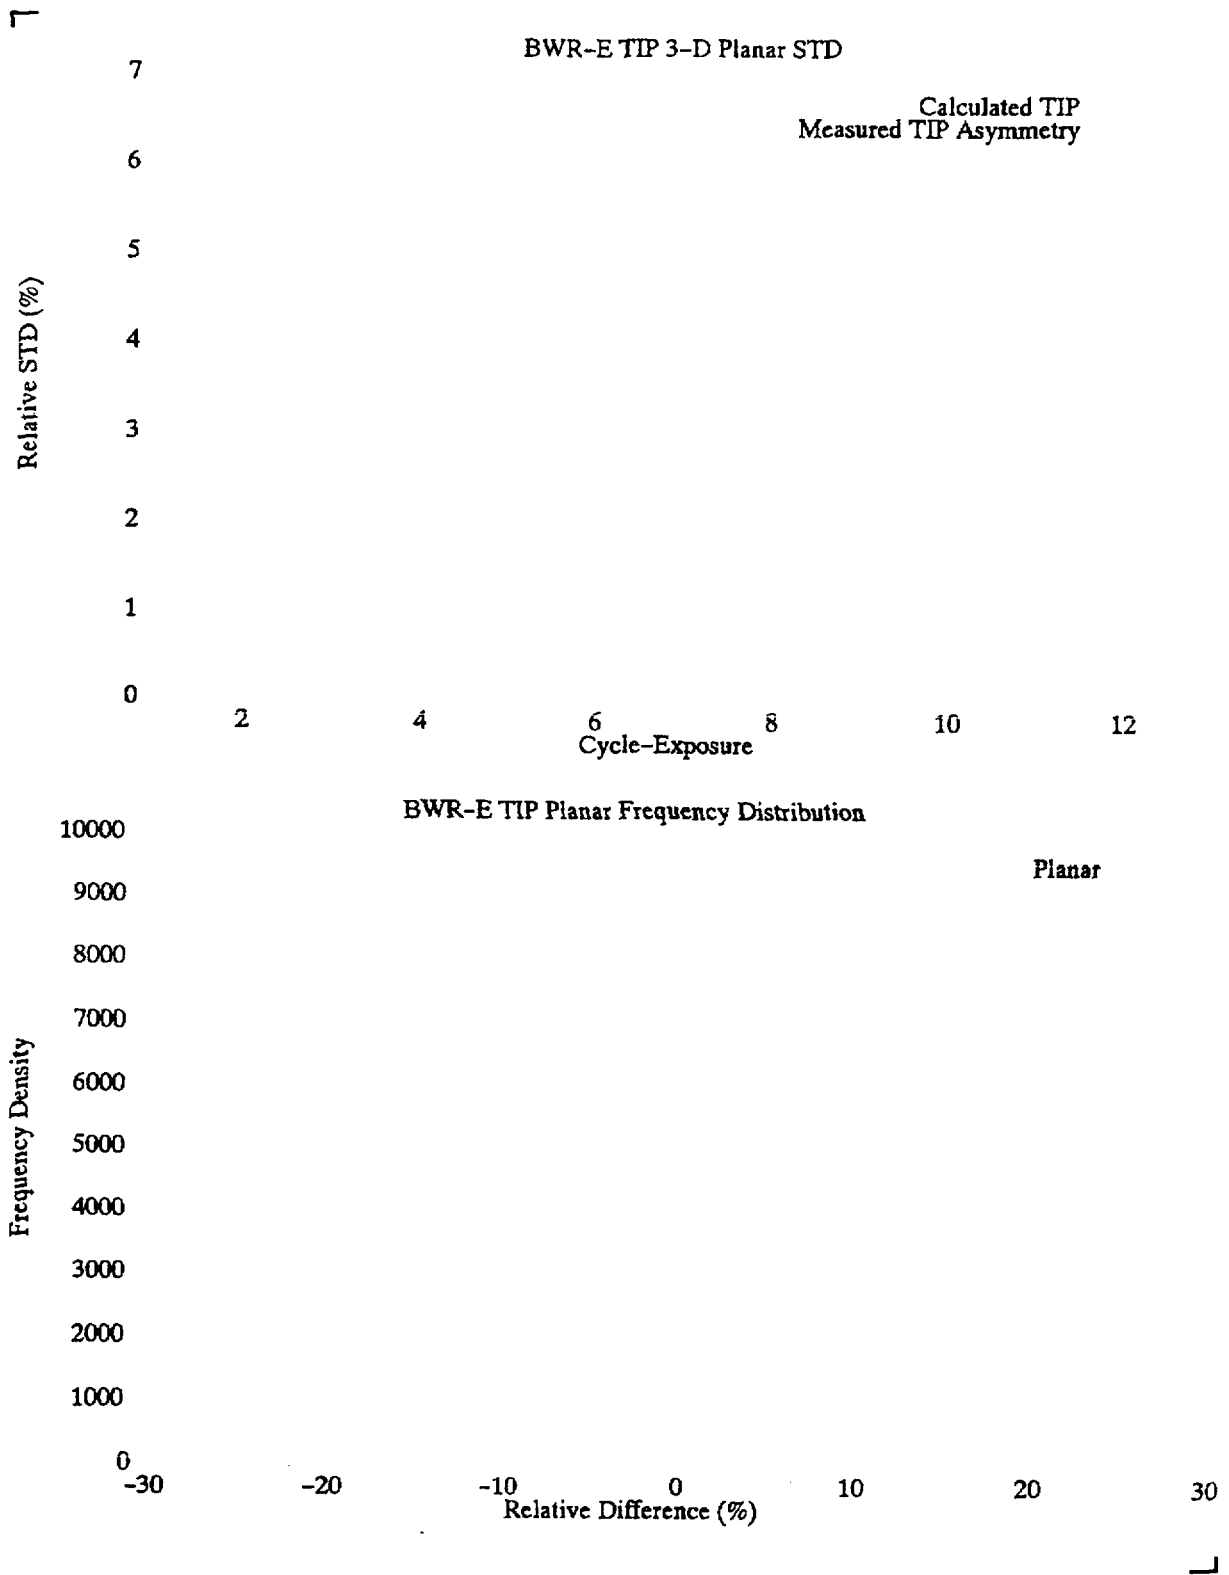 BWR-E TIP 3-D Planar STD
7
Calculated TIP
Measured TIP Asymmetry
6
5
4
3
2
1
0
Relative STD (%)
2 4 6 8 10 12
Cycle-Exposure
BWR-E TIP Planar Frequency Distribution
10000
Planar
9000
8000
7000
6000
5000
4000
3000
2000
1000
0
Frequency Density
-30 -20 -10 0 10 20 30
Relative Difference (%)